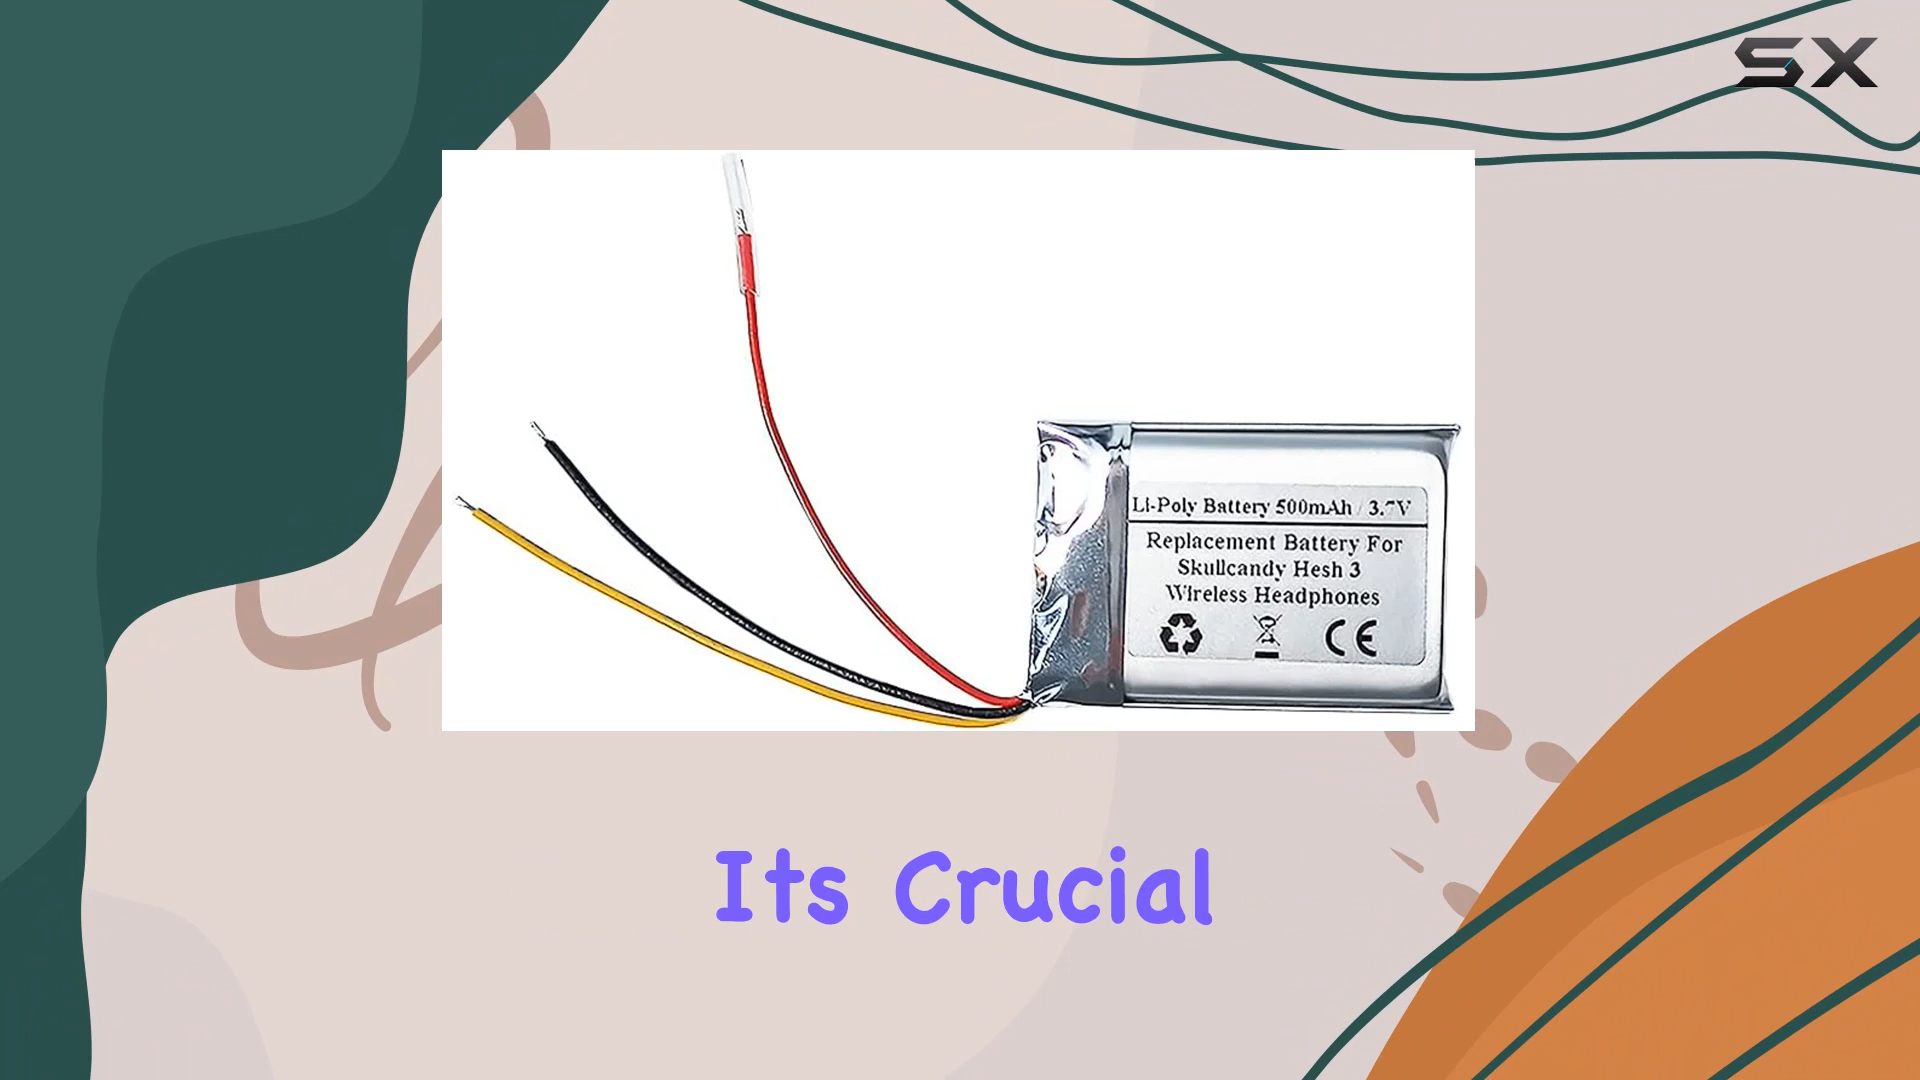 SX
Li-Poly Battery 500mAh / 3.7V
Replacement Battery For
Skullcandy Hesh 3
Wireless Headphones
CE
Its Crucial